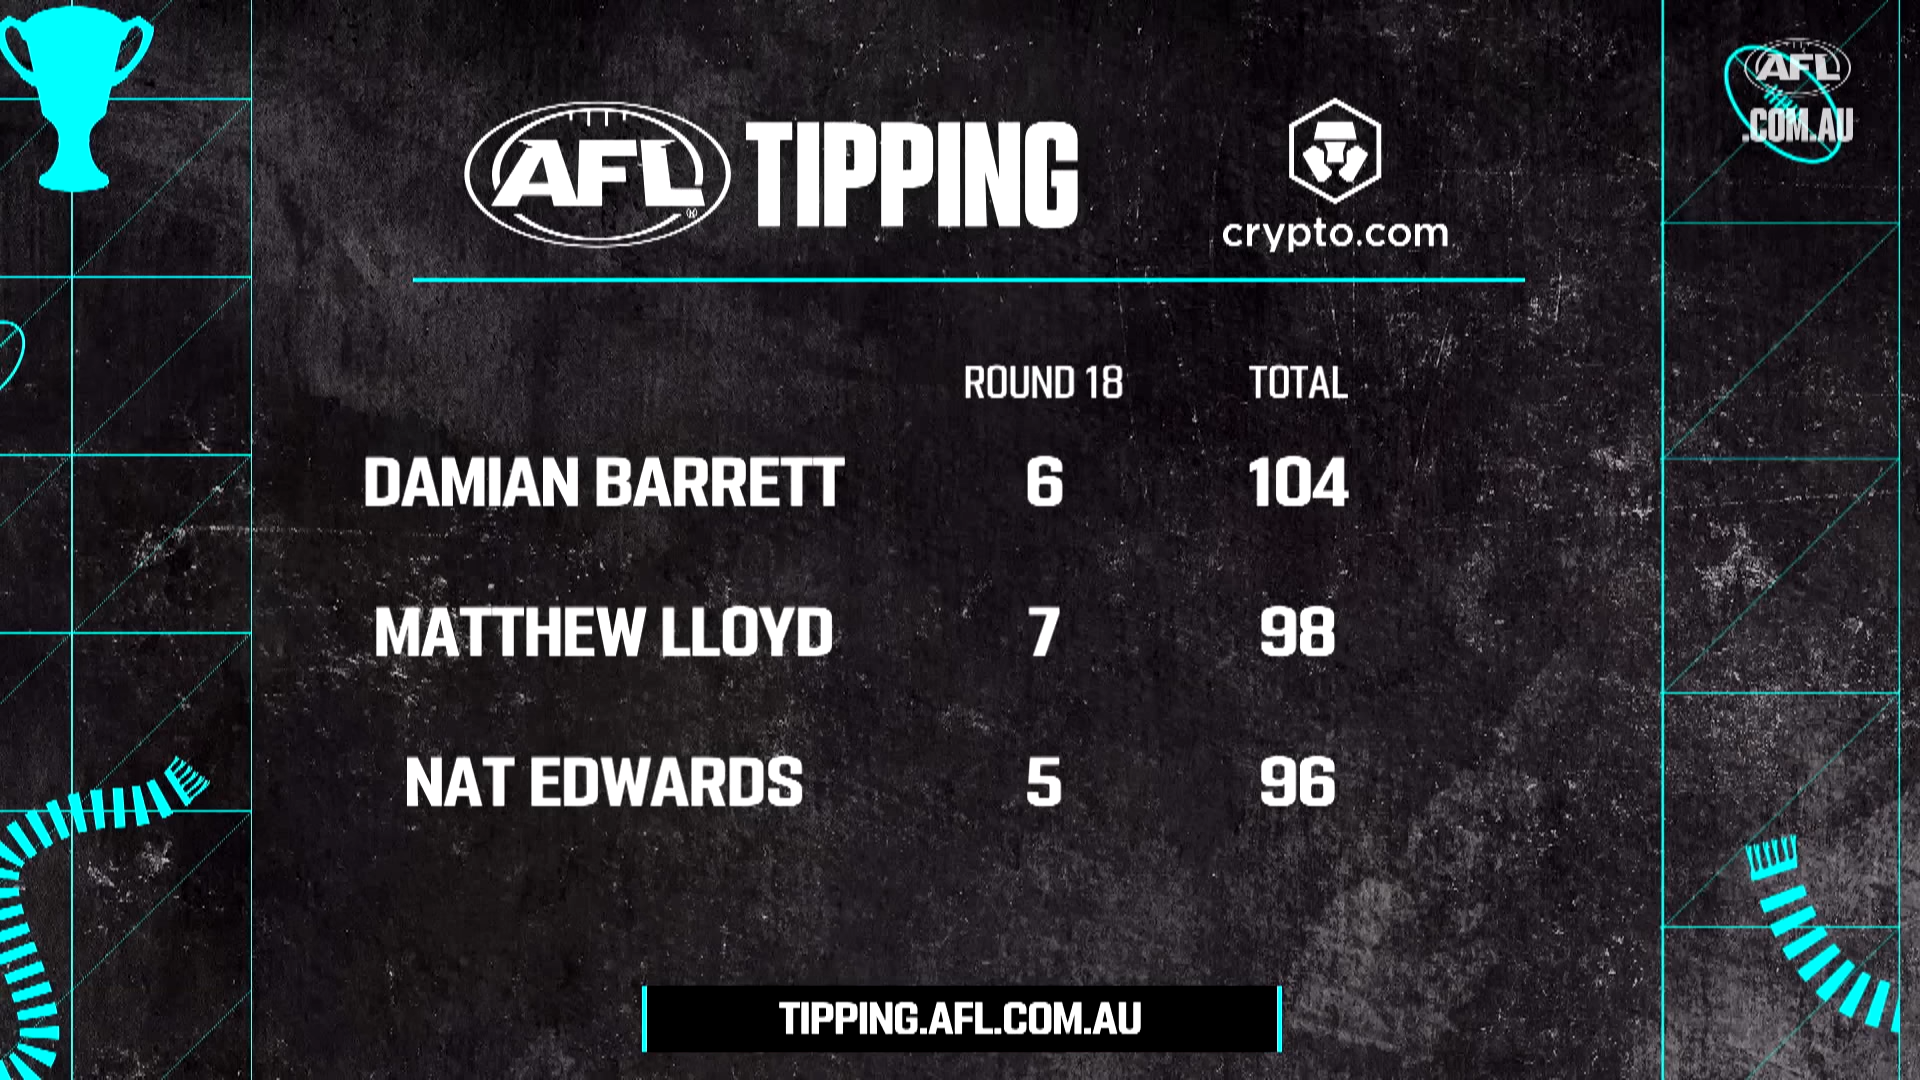 AFL TIPPING
crypto.com
AFL
.COM.AU
ROUND 18 TOTAL
DAMIAN BARRETT 6 104
MATTHEW LLOYD 7 98
NAT EDWARDS 5 96
TIPPING.AFL.COM.AU